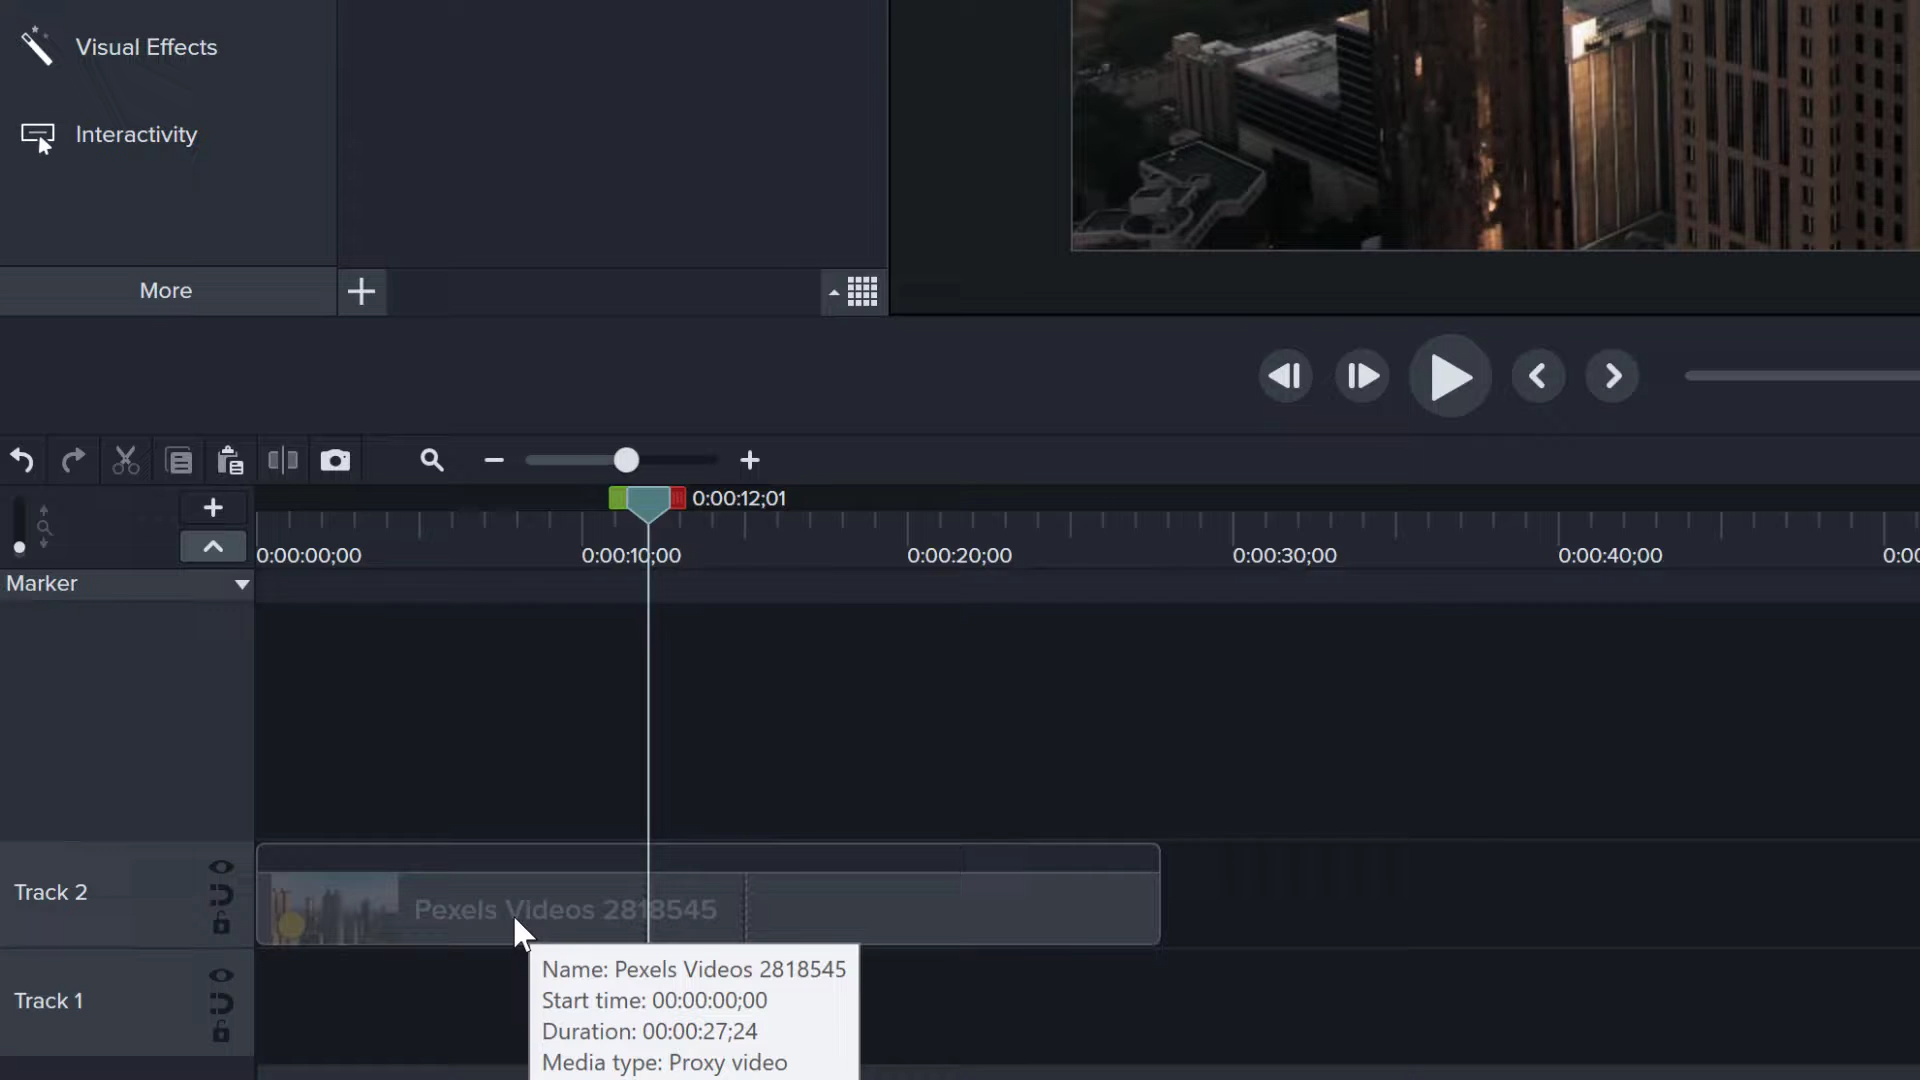 Visual Effects
Interactivity
More
0:00:12;01
0:00:00;00
0:00:10;00
0:00:20;00
0:00:30;00
0:00:40;00
0:00
Marker
Track 2
Pexels Videos 2818545
Track 1
Name: Pexels Videos 2818545
Start time: 00:00:00;00
Duration: 00:00:27;24
Media type: Proxy video